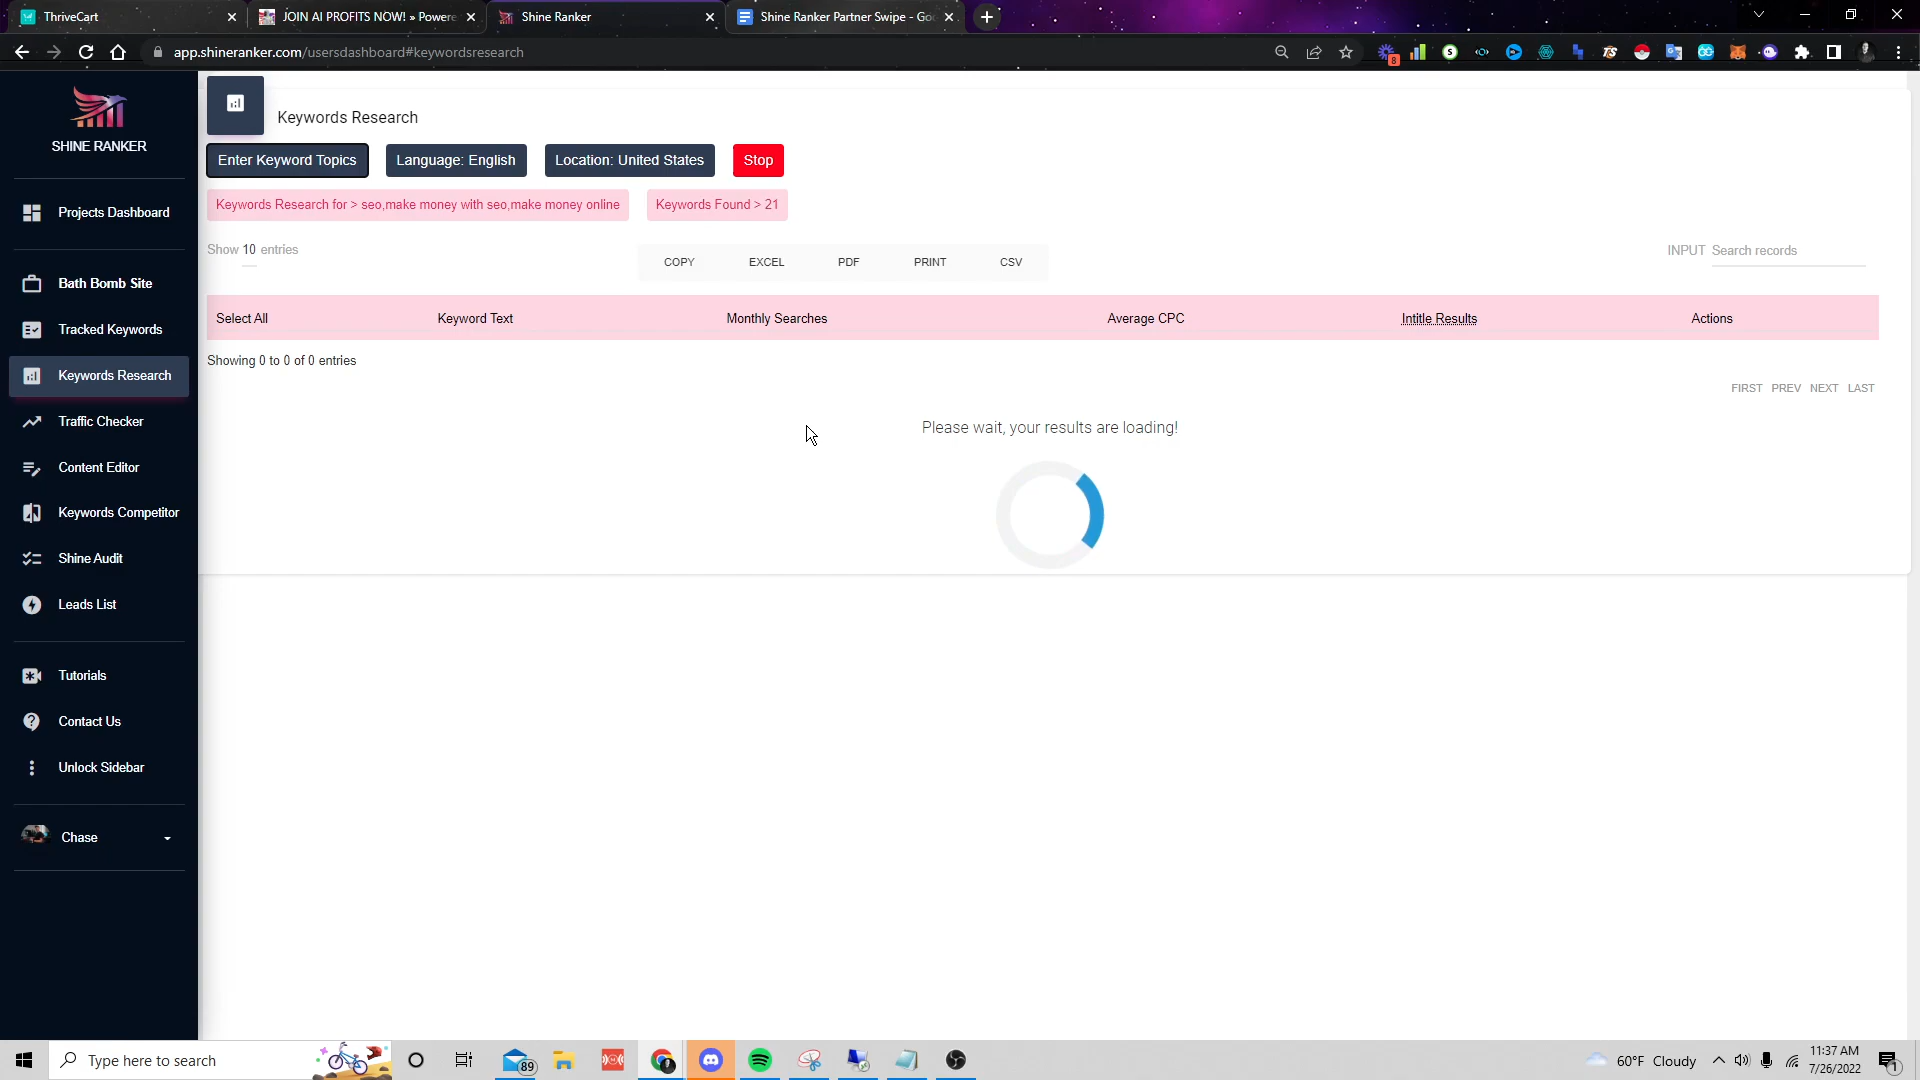 ThriveCart
JOIN AI PROFITS NOW! » Powere
Shine Ranker
Shine Ranker Partner Swipe - Goo
app.shineranker.com/usersdashboard#keywordsresearch
8
SHINE RANKER
Projects Dashboard
Bath Bomb Site
Tracked Keywords
Keywords Research
Traffic Checker
Content Editor
Keywords Competitor
Shine Audit
Leads List
Tutorials
Contact Us
Unlock Sidebar
Chase
Keywords Research
Enter Keyword Topics
Language: English
Location: United States
Stop
Keywords Research for > seo,make money with seo,make money online
Keywords Found > 21
Show 10 entries
COPY
EXCEL
PDF
PRINT
CSV
INPUT Search records
Select All
Keyword Text
Monthly Searches
Average CPC
Intitle Results
Actions
Showing 0 to 0 of 0 entries
FIRST PREV NEXT LAST
Please wait, your results are loading!
Type here to search
89
60°F Cloudy
11:37 AM
7/26/2022
1